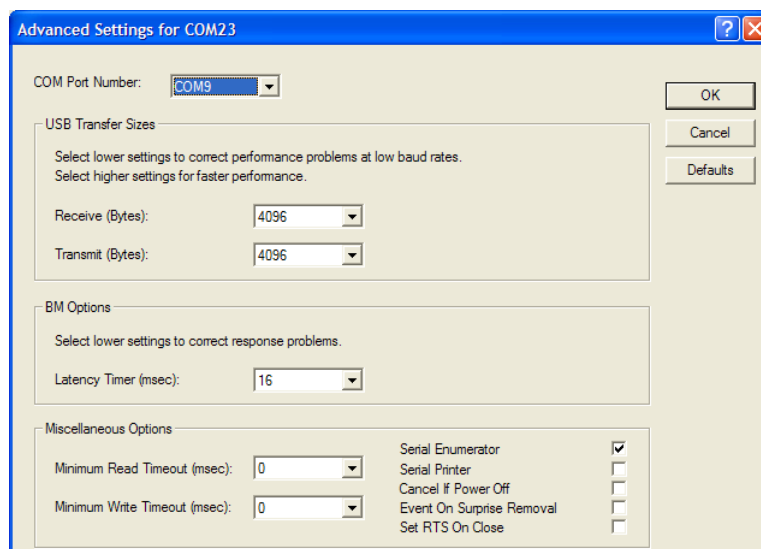 Advanced Settings for COM23
COM Port Number: COM9
OK
USB Transfer Sizes
Cancel
Select lower settings to correct performance problems at low baud rates.
Defaults
Select higher settings for faster performance.
Receive (Bytes): 4096
Transmit (Bytes): 4096
BM Options
Select lower settings to correct response problems.
Latency Timer (msec): 16
Miscellaneous Options
Minimum Read Timeout (msec): 0
Minimum Write Timeout (msec): 0
Serial Enumerator
Serial Printer
Cancel If Power Off
Event On Surprise Removal
Set RTS On Close